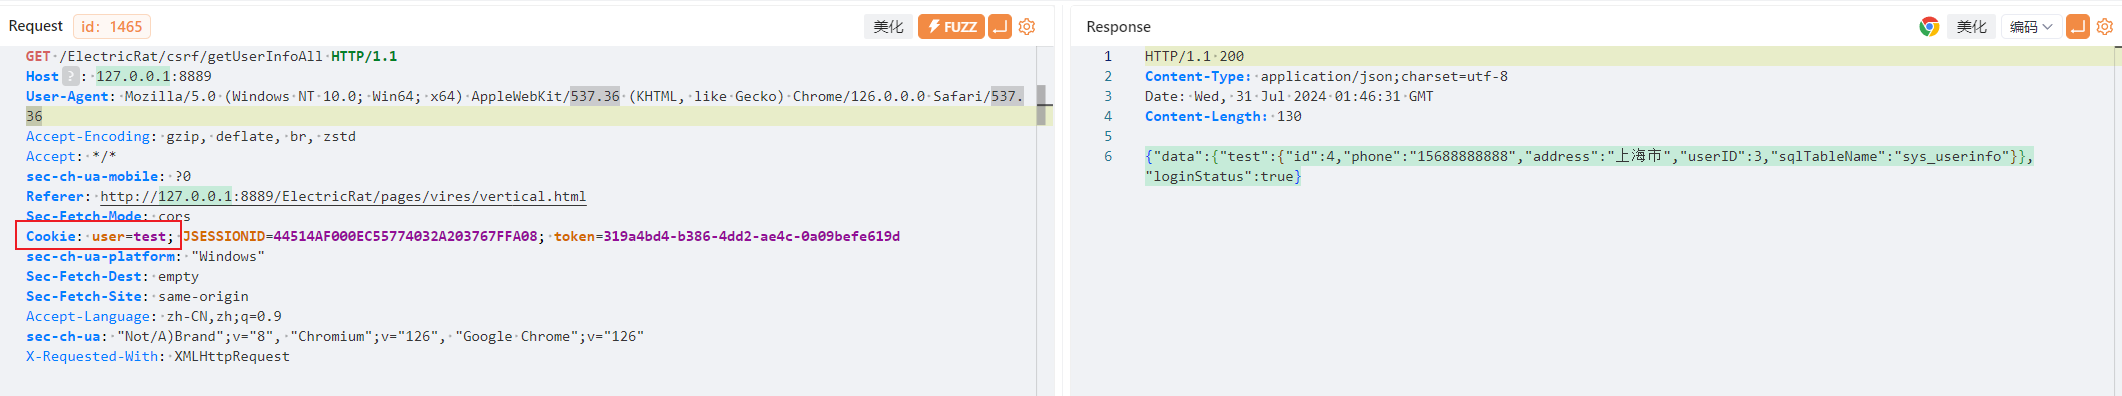 Request id: 1465 美化 FUZZ
GET /ElectricRat/csrf/getUserInfoAll HTTP/1.1
Host ? : 127.0.0.1:8889
User-Agent: Mozilla/5.0 (Windows NT 10.0; Win64; x64) AppleWebKit/537.36 (KHTML, like Gecko) Chrome/126.0.0.0 Safari/537.
36
Accept-Encoding: gzip, deflate, br, zstd
Accept: */*
sec-ch-ua-mobile: ?0
Referer: http://127.0.0.1:8889/ElectricRat/pages/vires/vertical.html
Sec-Fetch-Mode: cors
Cookie: user=test; JSESSIONID=44514AF000EC55774032A203767FFA08; token=319a4bd4-b386-4dd2-ae4c-0a09befe619d
sec-ch-ua-platform: "Windows"
Sec-Fetch-Dest: empty
Sec-Fetch-Site: same-origin
Accept-Language: zh-CN,zh;q=0.9
sec-ch-ua: "Not/A)Brand";v="8", "Chromium";v="126", "Google Chrome";v="126"
X-Requested-With: XMLHttpRequest
Response 美化 编码
1 HTTP/1.1 200
2 Content-Type: application/json;charset=utf-8
3 Date: Wed, 31 Jul 2024 01:46:31 GMT
4 Content-Length: 130
5
6 {"data":{"test":{"id":4,"phone":"15688888888","address":"上海市","userID":3,"sqlTableName":"sys_userinfo"}},
"loginStatus":true}